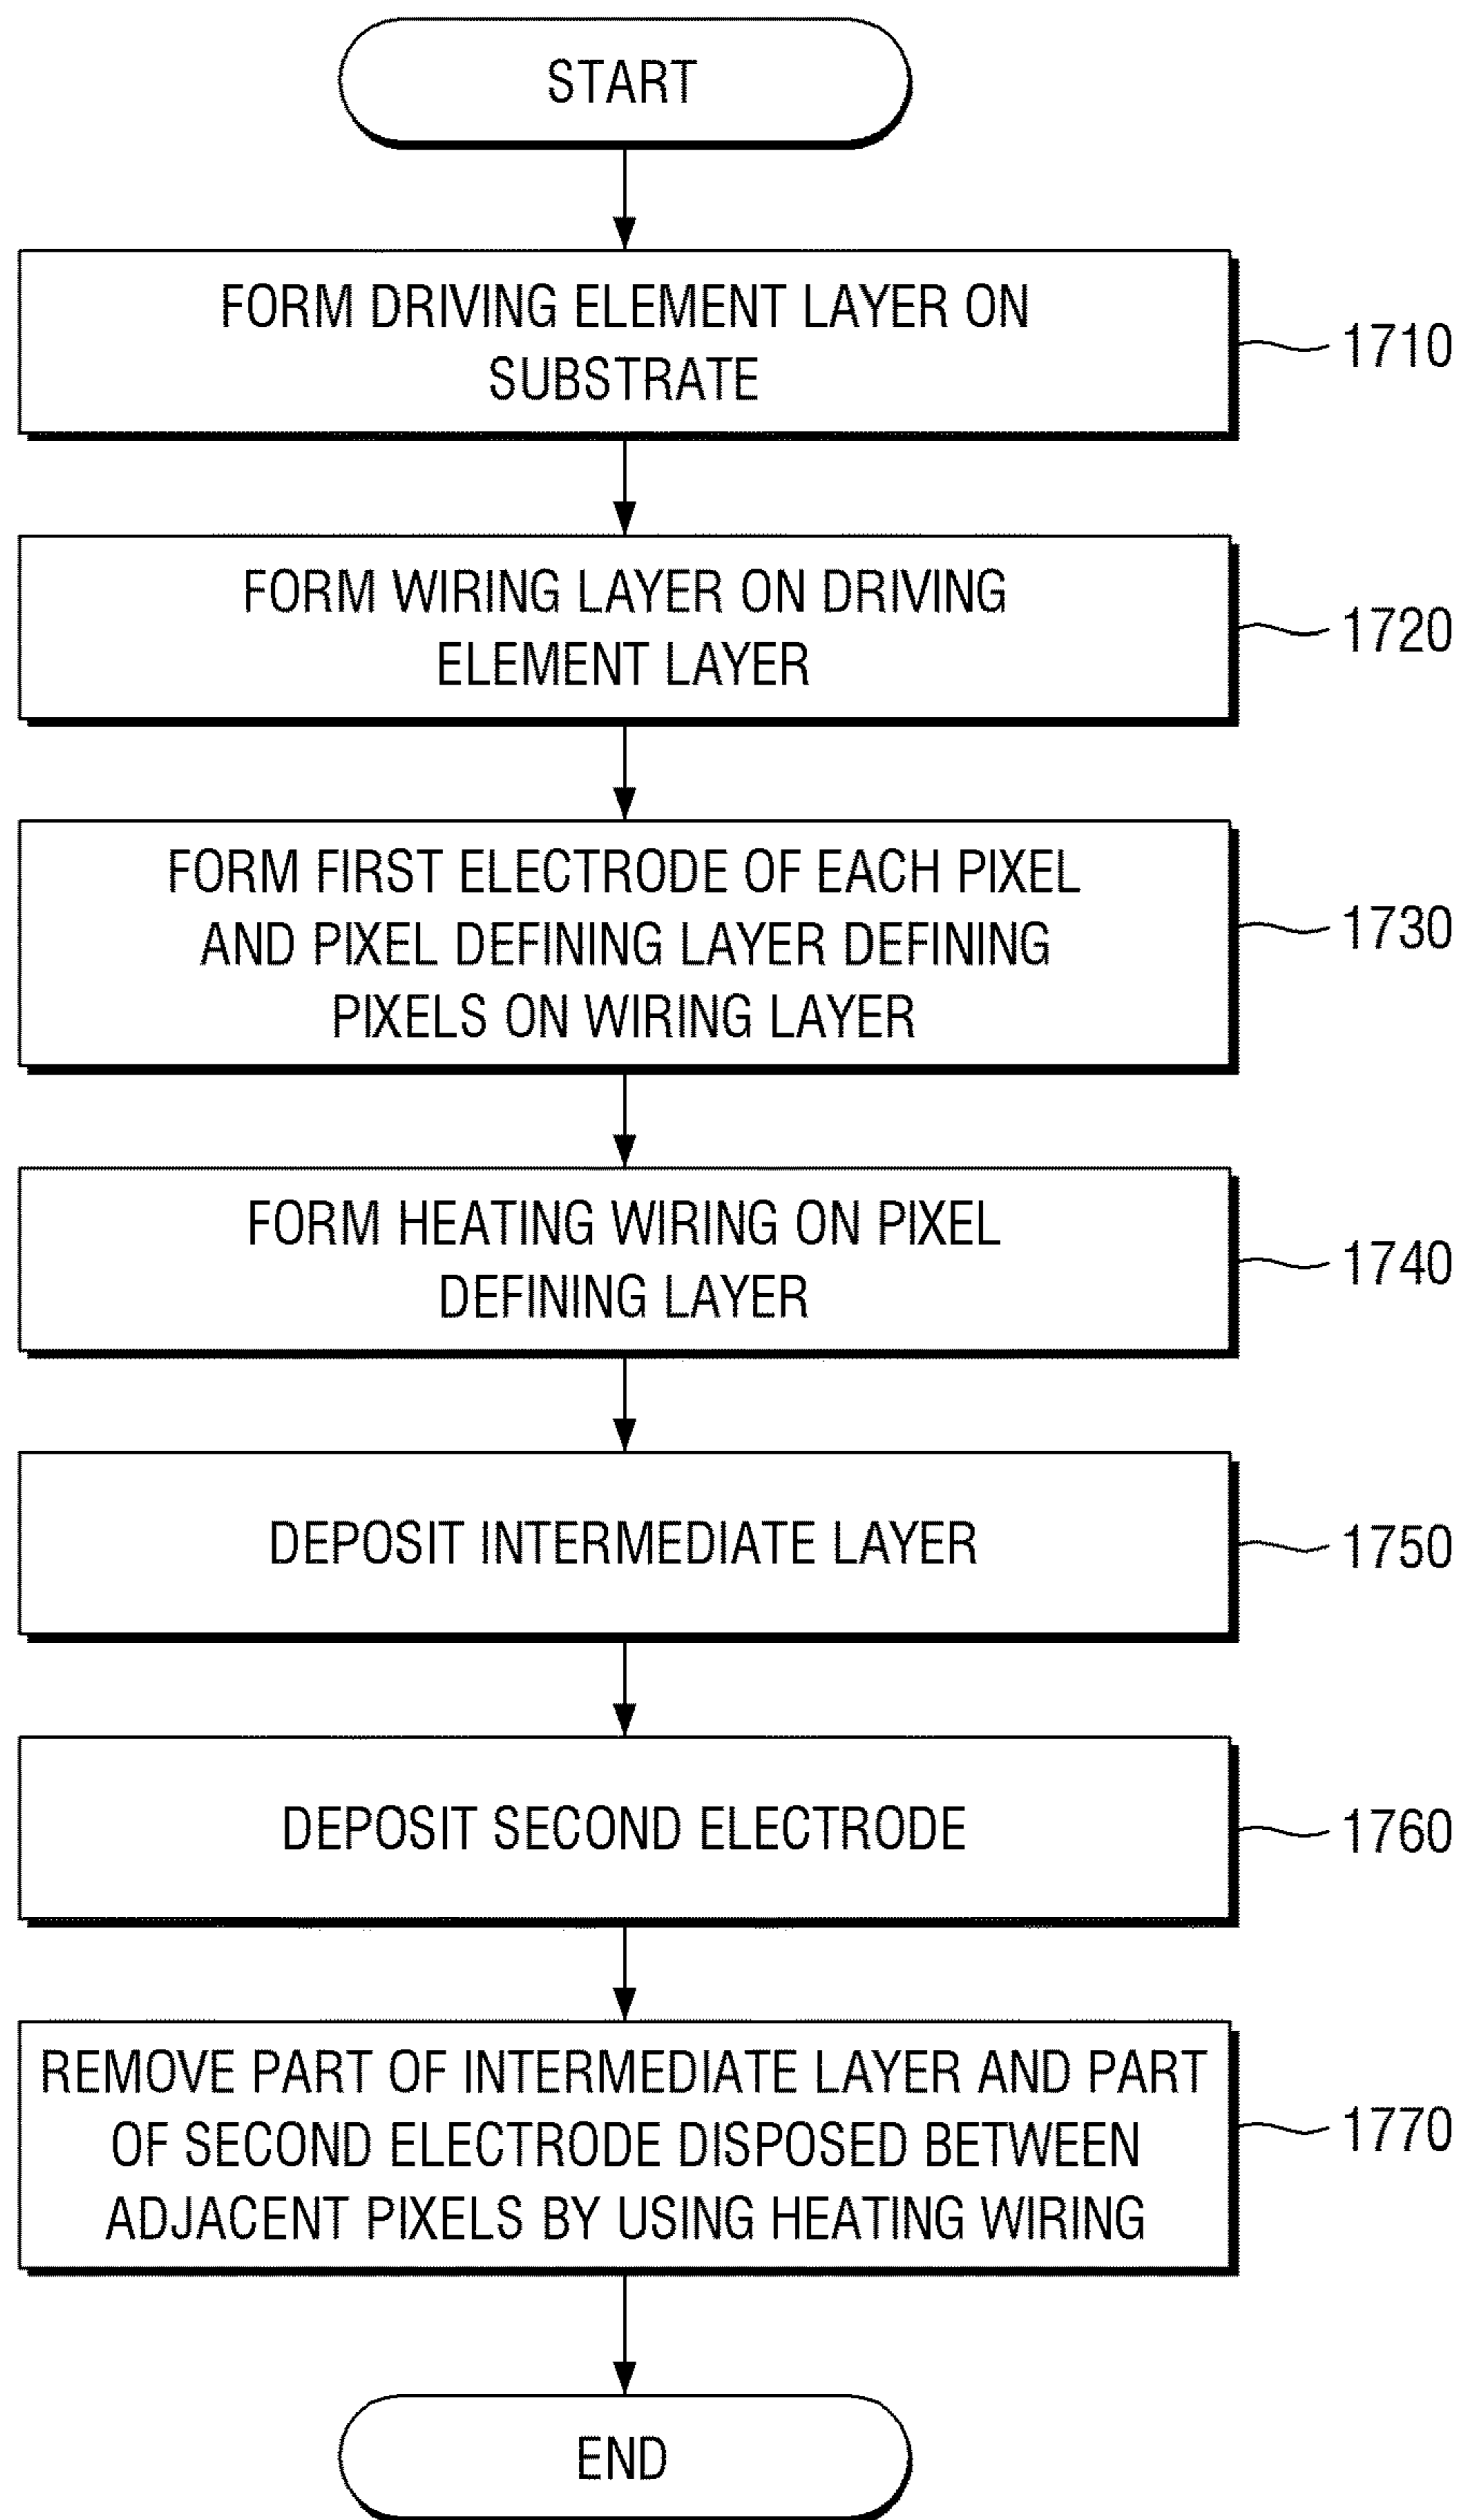 START
FORM DRIVING ELEMENT LAYER ON
SUBSTRATE
1710
FORM WIRING LAYER ON DRIVING
ELEMENT LAYER
1720
FORM FIRST ELECTRODE OF EACH PIXEL
AND PIXEL DEFINING LAYER DEFINING
PIXELS ON WIRING LAYER
1730
FORM HEATING WIRING ON PIXEL
DEFINING LAYER
1740
DEPOSIT INTERMEDIATE LAYER
1750
DEPOSIT SECOND ELECTRODE
1760
REMOVE PART OF INTERMEDIATE LAYER AND PART
OF SECOND ELECTRODE DISPOSED BETWEEN
ADJACENT PIXELS BY USING HEATING WIRING
1770
END